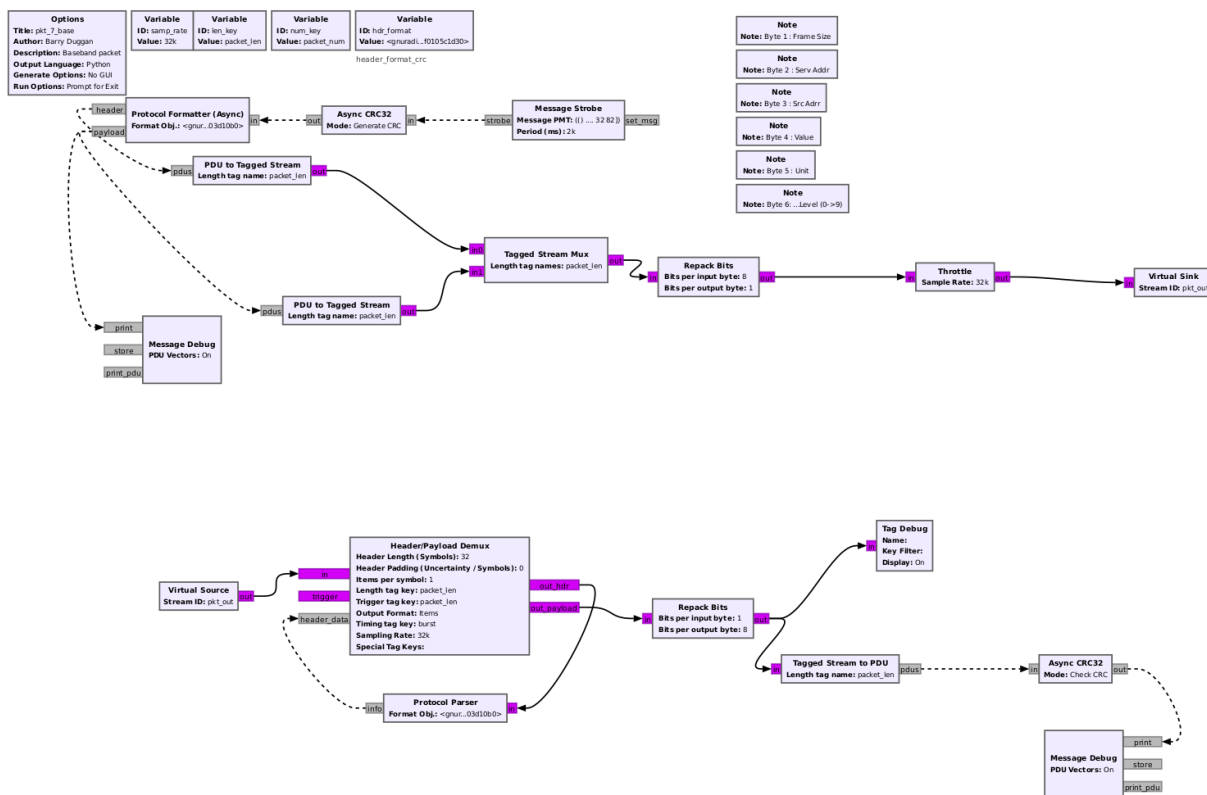 Options
Title: pkt_7_base
Author: Barry Duggan
Description: Baseband packet
Output Language: Python
Generate Options: No GUI
Run Options: Prompt for Exit
Variable
ID: samp_rate
Value: 32k
Variable
ID: len_key
Value: packet_len
Variable
ID: num_key
Value: packet_num
Variable
ID: hdr_format
Value: <gnuradi...f0105c1d30>
header_format_crc
Note
Note: Byte 1 : Frame Size
Note
Note: Byte 2 : Serv Addr
Note
Note: Byte 3 : Src Adrr
Note
Note: Byte 4 : Value
Note
Note: Byte 5 : Unit
Note
Note: Byte 6: ...Level (0->9)
header
payload
Protocol Formatter (Async)
Format Obj.: <gnur...03d10b0>
in
out
Async CRC32
Mode: Generate CRC
in
strobe
Message Strobe
Message PMT: (() .... 32 82])
Period (ms): 2k
set_msg
pdus
PDU to Tagged Stream
Length tag name: packet_len
out
in0
in1
Tagged Stream Mux
Length tag names: packet_len
out
in
Repack Bits
Bits per input byte: 8
Bits per output byte: 1
out
in
Throttle
Sample Rate: 32k
out
in
Virtual Sink
Stream ID: pkt_out
pdus
PDU to Tagged Stream
Length tag name: packet_len
out
print
store
print_pdu
Message Debug
PDU Vectors: On
Virtual Source
Stream ID: pkt_out
out
in
trigger
header_data
Header/Payload Demux
Header Length (Symbols): 32
Header Padding (Uncertainty / Symbols): 0
Items per symbol: 1
Length tag key: packet_len
Trigger tag key: packet_len
Output Format: Items
Timing tag key: burst
Sampling Rate: 32k
Special Tag Keys:
out_hdr
out_payload
info
Protocol Parser
Format Obj.: <gnur...03d10b0>
in
in
Repack Bits
Bits per input byte: 1
Bits per output byte: 8
out
in
Tag Debug
Name:
Key Filter:
Display: On
in
Tagged Stream to PDU
Length tag name: packet_len
pdus
in
Async CRC32
Mode: Check CRC
out
Message Debug
PDU Vectors: On
print
store
print_pdu